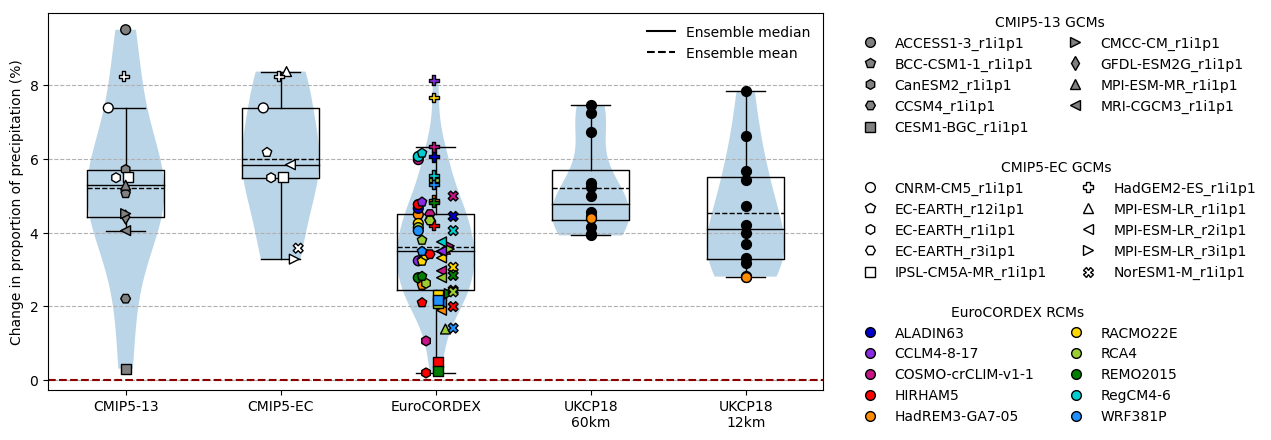 Change in proportion of precipitation (%)
8
6
4
2
0
Ensemble median
Ensemble mean
CMIP5-13
CMIP5-EC
EuroCORDEX
UKCP18
60km
UKCP18
12km
CMIP5-13 GCMs
ACCESS1-3_r1i1p1
BCC-CSM1-1_r1i1p1
CanESM2_r1i1p1
CCSM4_r1i1p1
CESM1-BGC_r1i1p1
CMCC-CM_r1i1p1
GFDL-ESM2G_r1i1p1
MPI-ESM-MR_r1i1p1
MRI-CGCM3_r1i1p1
CMIP5-EC GCMs
CNRM-CM5_r1i1p1
EC-EARTH_r12i1p1
EC-EARTH_r1i1p1
EC-EARTH_r3i1p1
IPSL-CM5A-MR_r1i1p1
HadGEM2-ES_r1i1p1
MPI-ESM-LR_r1i1p1
MPI-ESM-LR_r2i1p1
MPI-ESM-LR_r3i1p1
NorESM1-M_r1i1p1
EuroCORDEX RCMs
ALADIN63
CCLM4-8-17
COSMO-crCLIM-v1-1
HIRHAM5
HadREM3-GA7-05
RACMO22E
RCA4
REMO2015
RegCM4-6
WRF381P